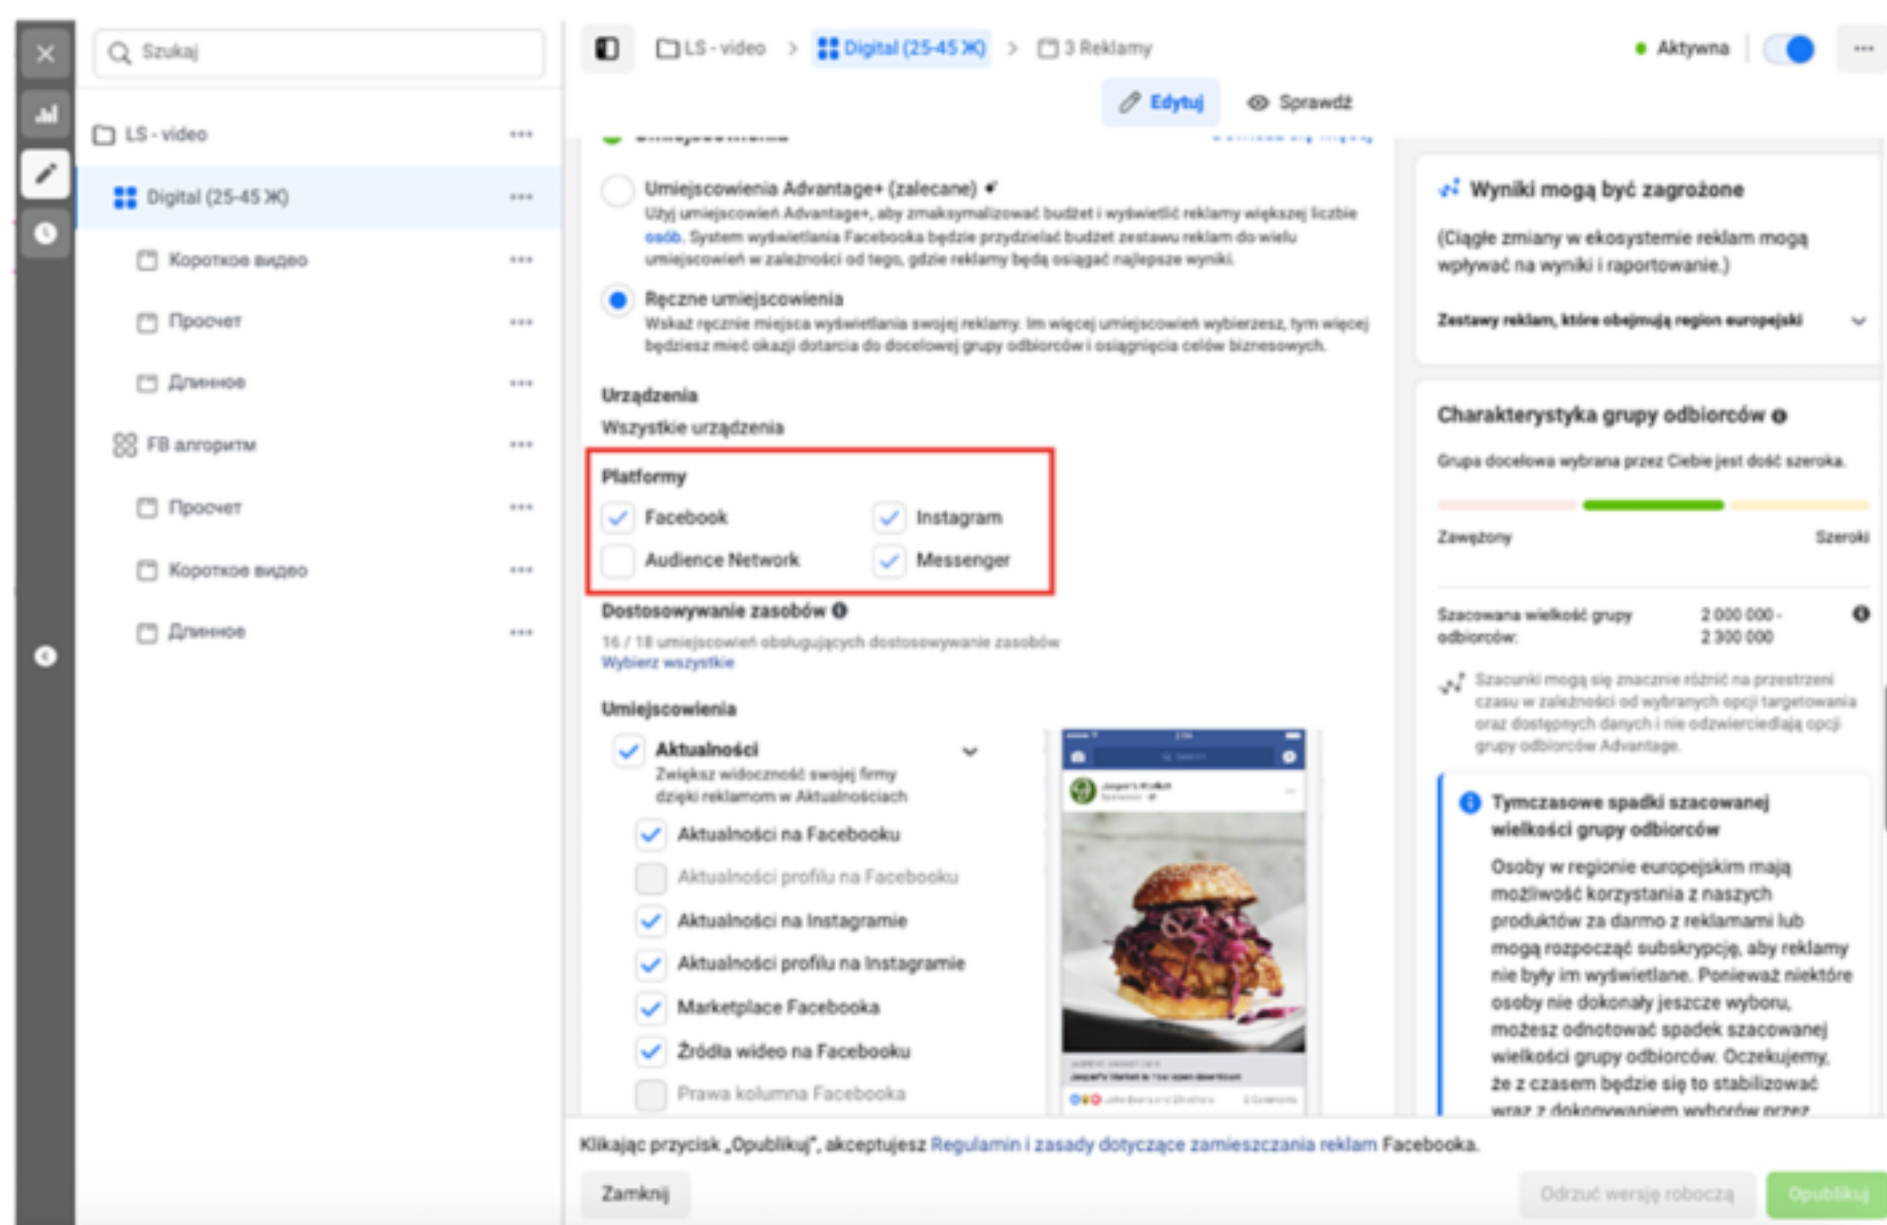 Szukaj
LS - video
Digital (25-45 Ж)
Короткое видео
Просчет
Длинное
FB алгоритм
Просчет
Короткое видео
Длинное
LS - video > Digital (25-45 Ж) > 3 Reklamy
Aktywna
Edytuj
Sprawdź
Umiejscowienia Advantage+ (zalecane)
Użyj umiejscowień Advantage+, aby zmaksymalizować budżet i wyświetlić reklamy większej liczbie
osób. System wyświetlania Facebooka będzie przydzielać budżet zestawu reklam do wielu
umiejscowień w zależności od tego, gdzie reklamy będą osiągać najlepsze wyniki.
Ręczne umiejscowienia
Wskaż ręcznie miejsca wyświetlania swojej reklamy. Im więcej umiejscowień wybierzesz, tym więcej
będziesz mieć okazji dotarcia do docelowej grupy odbiorców i osiągnięcia celów biznesowych.
Urządzenia
Wszystkie urządzenia
Platformy
Facebook
Instagram
Audience Network
Messenger
Dostosowywanie zasobów
16 / 18 umiejscowień obsługujących dostosowywanie zasobów
Wybierz wszystkie
Umiejscowienia
Aktualności
Zwiększ widoczność swojej firmy
dzięki reklamom w Aktualnościach
Aktualności na Facebooku
Aktualności profilu na Facebooku
Aktualności na Instagramie
Aktualności profilu na Instagramie
Marketplace Facebooka
Źródła wideo na Facebooku
Prawa kolumna Facebooka
Wyniki mogą być zagrożone
(Ciągłe zmiany w ekosystemie reklam mogą
wpływać na wyniki i raportowanie.)
Zestawy reklam, które obejmują region europejski
Charakterystyka grupy odbiorców
Grupa docelowa wybrana przez Ciebie jest dość szeroka.
Zawężony
Szeroki
Szacowana wielkość grupy
odbiorców:
2 000 000 -
2 300 000
Szacunki mogą się znacznie różnić na przestrzeni
czasu w zależności od wybranych opcji targetowania
oraz dostępnych danych i nie odzwierciedlają opcji
grupy odbiorców Advantage.
Tymczasowe spadki szacowanej
wielkości grupy odbiorców
Osoby w regionie europejskim mają
możliwość korzystania z naszych
produktów za darmo z reklamami lub
mogą rozpocząć subskrypcję, aby reklamy
nie były im wyświetlane. Ponieważ niektóre
osoby nie dokonały jeszcze wyboru,
możesz odnotować spadek szacowanej
wielkości grupy odbiorców. Oczekujemy,
że z czasem będzie się to stabilizować
wraz z dokonywaniem wyborów przez
Klikając przycisk „Opublikuj", akceptujesz Regulamin i zasady dotyczące zamieszczania reklam Facebooka.
Zamknij
Odrzuć wersję roboczą
Opublikuj